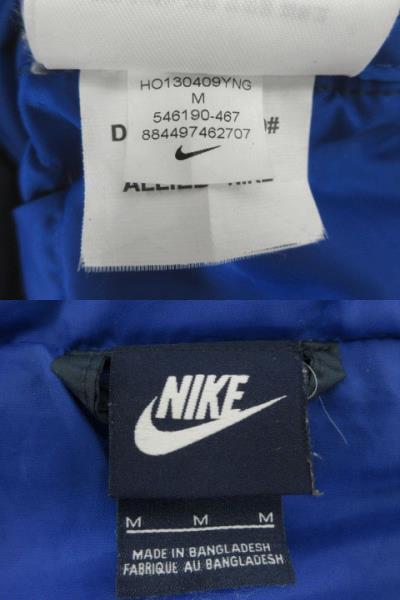 HO130409YNG
M
546190-467
884497462707
D #
NIKE
M M M
MADE IN BANGLADESH
FABRIQUE AU BANGLADESH